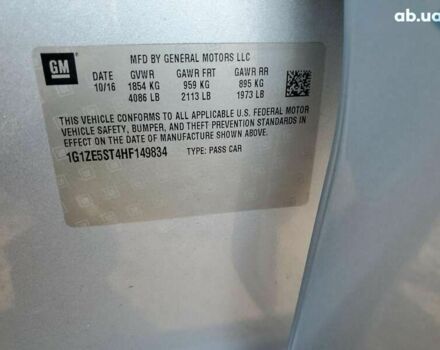 ab.ua
GM
MFD BY GENERAL MOTORS LLC
DATE GVWR GAWR FRT GAWR RR
10/16 1854 KG 959 KG 895 KG
4086 LB 2113 LB 1973 LB
THIS VEHICLE CONFORMS TO ALL APPLICABLE U.S. FEDERAL MOTOR
VEHICLE SAFETY, BUMPER, AND THEFT PREVENTION STANDARDS
IN EFFECT ON THE DATE OF MANUFACTURE SHOWN ABOVE.
1G1ZE5ST4HF149834 TYPE: PASS CAR